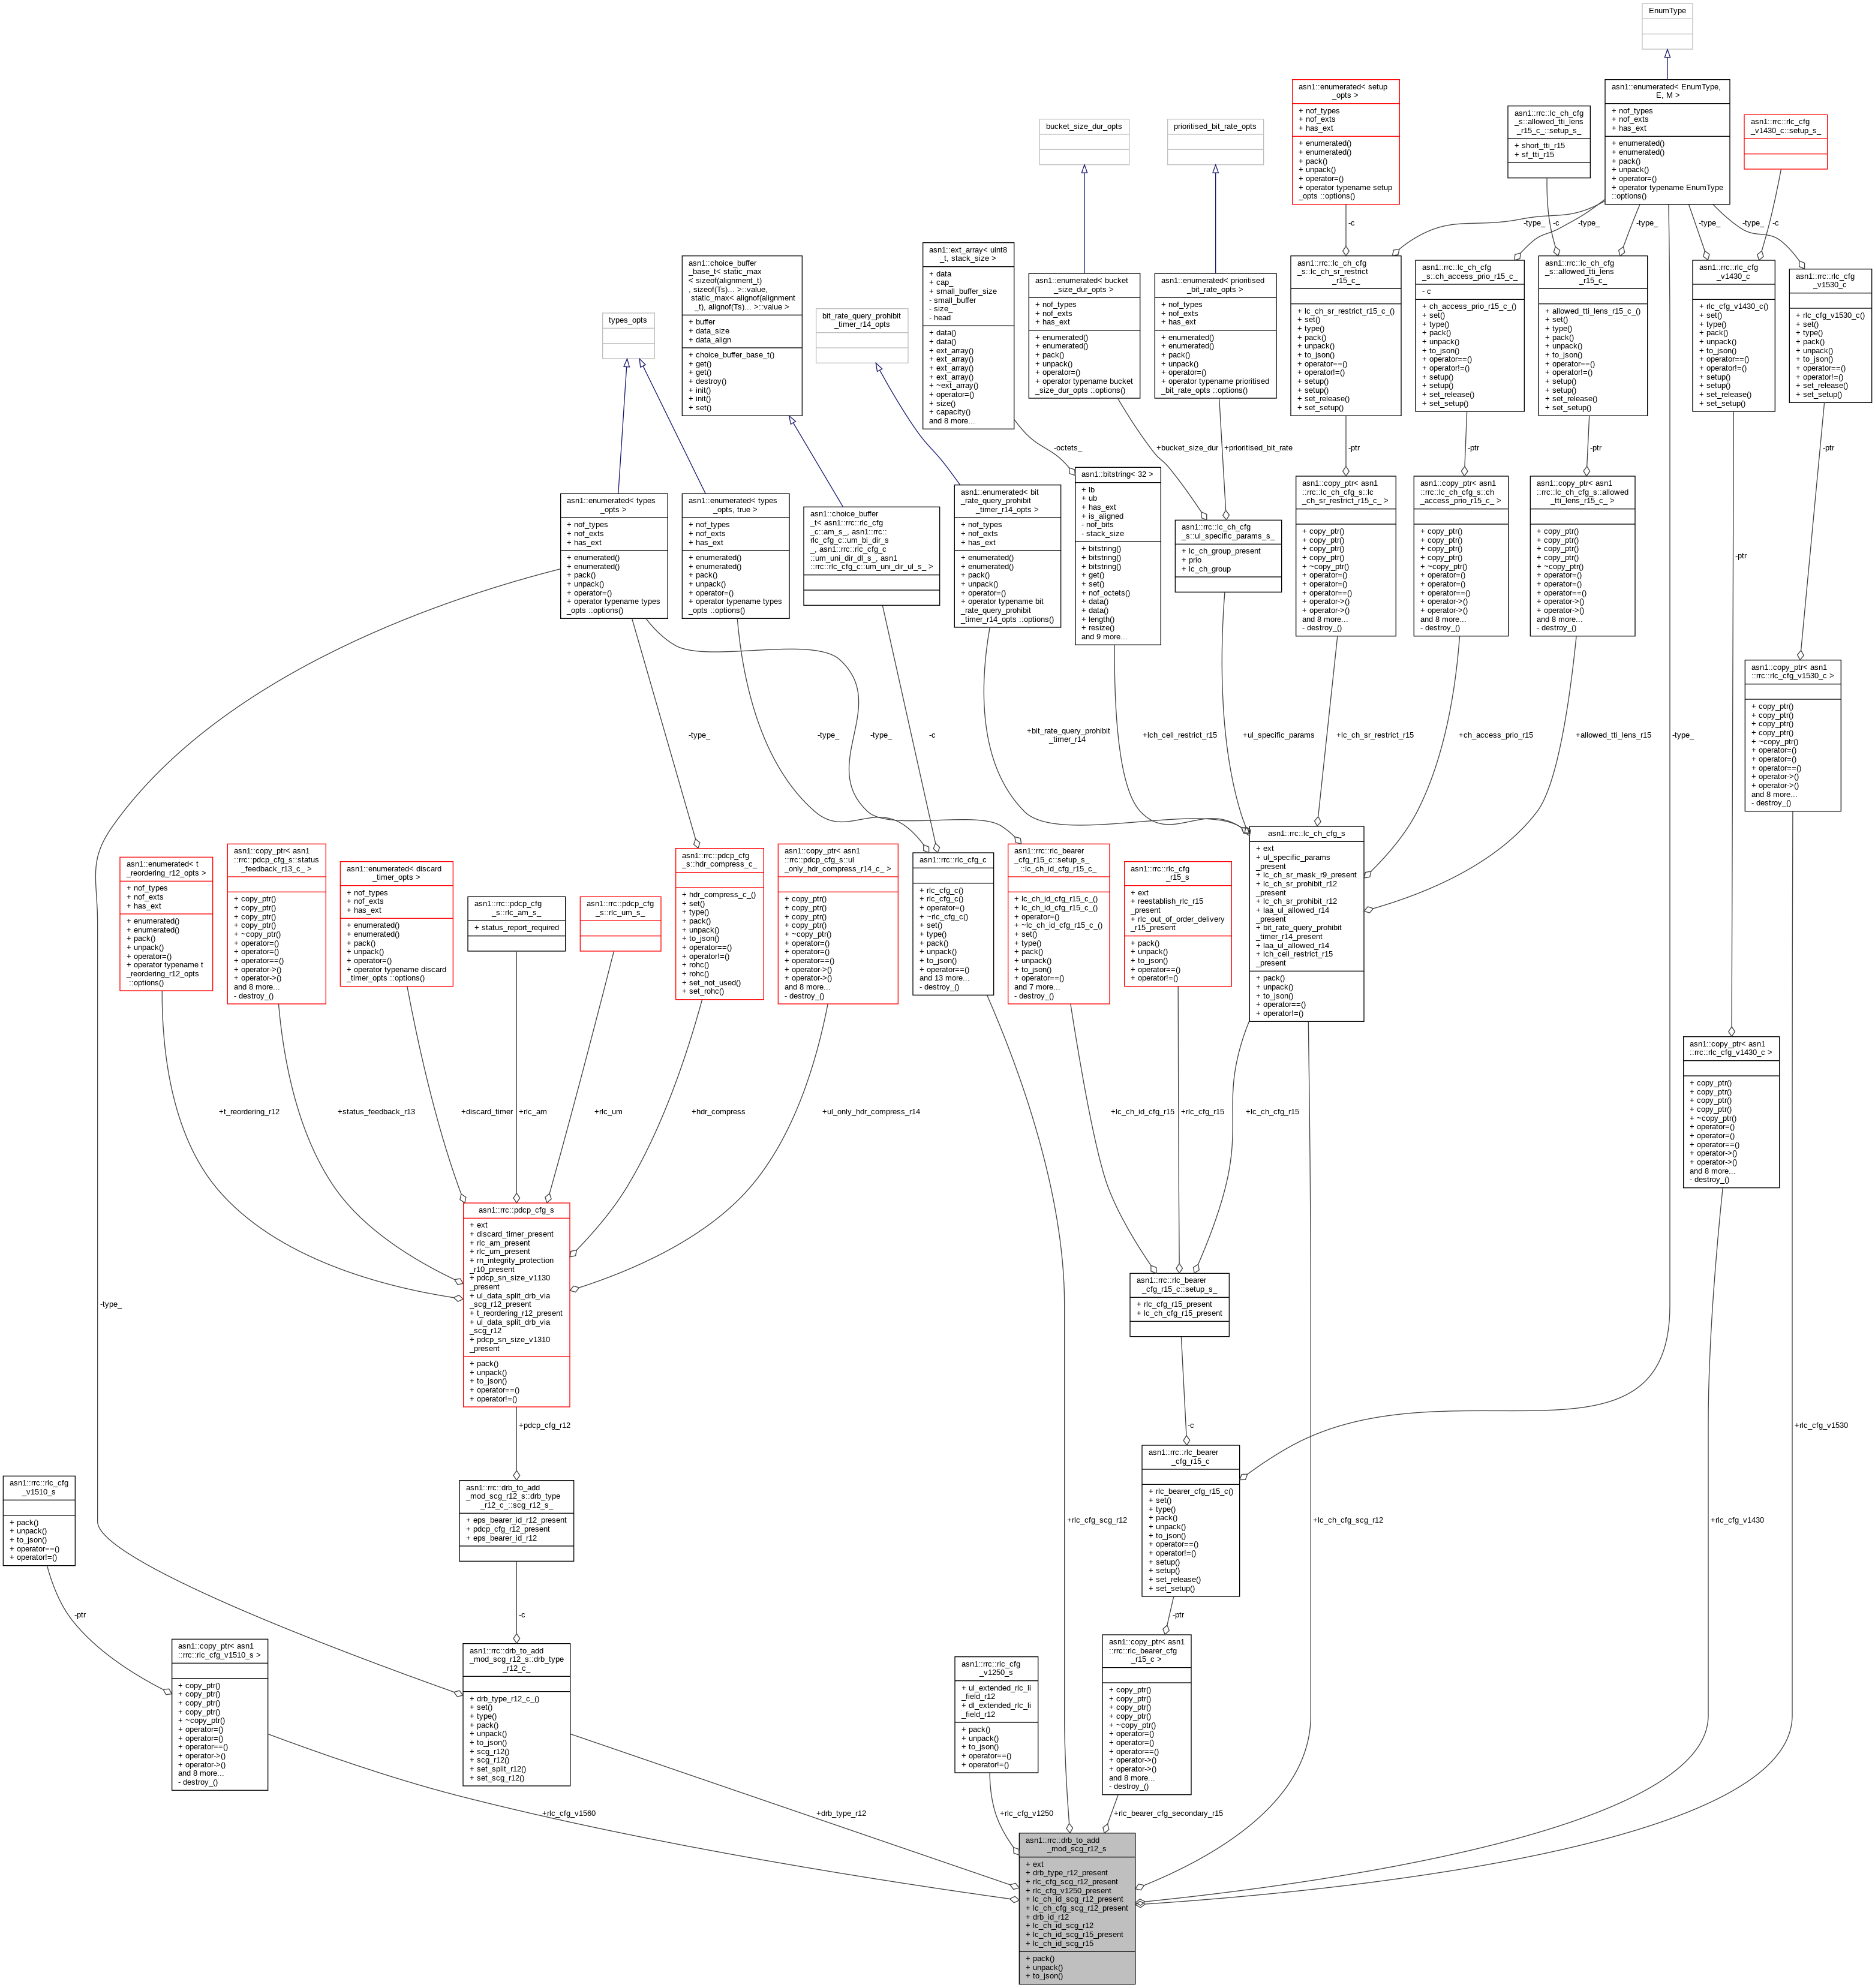 EnumType
asn1::enumerated< setup
_opts >
+ nof_types
+ nof_exts
+ has_ext
+ enumerated()
+ enumerated()
+ pack()
+ unpack()
+ operator=()
+ operator typename setup
_opts ::options()
asn1::rrc::lc_ch_cfg
_s::allowed_tti_lens
_r15_c_::setup_s_
+ short_tti_r15
+ sf_tti_r15
asn1::enumerated< EnumType,
E, M >
+ nof_types
+ nof_exts
+ has_ext
+ enumerated()
+ enumerated()
+ pack()
+ unpack()
+ operator=()
+ operator typename EnumType
::options()
asn1::rrc::rlc_cfg
_v1430_c::setup_s_
bucket_size_dur_opts
prioritised_bit_rate_opts
-c
-type_
-c
-type_
-type_
-type_
-c
-type_
types_opts
asn1::choice_buffer
_base_t< static_max
< sizeof(alignment_t)
, sizeof(Ts)... >::value,
static_max< alignof(alignment
_t), alignof(Ts)... >::value >
+ buffer
+ data_size
+ data_align
+ choice_buffer_base_t()
+ get()
+ get()
+ destroy()
+ init()
+ init()
+ set()
bit_rate_query_prohibit
_timer_r14_opts
asn1::ext_array< uint8
_t, stack_size >
+ data
+ cap_
+ small_buffer_size
- small_buffer
- size_
- head
+ data()
+ data()
+ ext_array()
+ ext_array()
+ ext_array()
+ ext_array()
+ ~ext_array()
+ operator=()
+ size()
+ capacity()
and 8 more...
asn1::enumerated< bucket
_size_dur_opts >
+ nof_types
+ nof_exts
+ has_ext
+ enumerated()
+ enumerated()
+ pack()
+ unpack()
+ operator=()
+ operator typename bucket
_size_dur_opts ::options()
asn1::enumerated< prioritised
_bit_rate_opts >
+ nof_types
+ nof_exts
+ has_ext
+ enumerated()
+ enumerated()
+ pack()
+ unpack()
+ operator=()
+ operator typename prioritised
_bit_rate_opts ::options()
asn1::rrc::lc_ch_cfg
_s::lc_ch_sr_restrict
_r15_c_
+ lc_ch_sr_restrict_r15_c_()
+ set()
+ type()
+ pack()
+ unpack()
+ to_json()
+ operator==()
+ operator!=()
+ setup()
+ setup()
+ set_release()
+ set_setup()
asn1::rrc::lc_ch_cfg
_s::ch_access_prio_r15_c_
- c
+ ch_access_prio_r15_c_()
+ set()
+ type()
+ pack()
+ unpack()
+ to_json()
+ operator==()
+ operator!=()
+ setup()
+ setup()
+ set_release()
+ set_setup()
asn1::rrc::lc_ch_cfg
_s::allowed_tti_lens
_r15_c_
+ allowed_tti_lens_r15_c_()
+ set()
+ type()
+ pack()
+ unpack()
+ to_json()
+ operator==()
+ operator!=()
+ setup()
+ setup()
+ set_release()
+ set_setup()
asn1::rrc::rlc_cfg
_v1430_c
+ rlc_cfg_v1430_c()
+ set()
+ type()
+ pack()
+ unpack()
+ to_json()
+ operator==()
+ operator!=()
+ setup()
+ setup()
+ set_release()
+ set_setup()
asn1::rrc::rlc_cfg
_v1530_c
+ rlc_cfg_v1530_c()
+ set()
+ type()
+ pack()
+ unpack()
+ to_json()
+ operator==()
+ operator!=()
+ set_release()
+ set_setup()
-octets_
+bucket_size_dur
+prioritised_bit_rate
-ptr
-ptr
-ptr
-ptr
-ptr
asn1::enumerated< types
_opts >
+ nof_types
+ nof_exts
+ has_ext
+ enumerated()
+ enumerated()
+ pack()
+ unpack()
+ operator=()
+ operator typename types
_opts ::options()
asn1::enumerated< types
_opts, true >
+ nof_types
+ nof_exts
+ has_ext
+ enumerated()
+ enumerated()
+ pack()
+ unpack()
+ operator=()
+ operator typename types
_opts ::options()
asn1::choice_buffer
_t< asn1::rrc::rlc_cfg
_c::am_s_, asn1::rrc::
rlc_cfg_c::um_bi_dir_s
_, asn1::rrc::rlc_cfg_c
::um_uni_dir_dl_s_, asn1
::rrc::rlc_cfg_c::um_uni_dir_ul_s_ >
asn1::enumerated< bit
_rate_query_prohibit
_timer_r14_opts >
+ nof_types
+ nof_exts
+ has_ext
+ enumerated()
+ enumerated()
+ pack()
+ unpack()
+ operator=()
+ operator typename bit
_rate_query_prohibit
_timer_r14_opts ::options()
asn1::bitstring< 32 >
+ lb
+ ub
+ has_ext
+ is_aligned
- nof_bits
- stack_size
+ bitstring()
+ bitstring()
+ bitstring()
+ get()
+ set()
+ nof_octets()
+ data()
+ data()
+ length()
+ resize()
and 9 more...
asn1::rrc::lc_ch_cfg
_s::ul_specific_params_s_
+ lc_ch_group_present
+ prio
+ lc_ch_group
asn1::copy_ptr< asn1
::rrc::lc_ch_cfg_s::lc
_ch_sr_restrict_r15_c_ >
+ copy_ptr()
+ copy_ptr()
+ copy_ptr()
+ copy_ptr()
+ ~copy_ptr()
+ operator=()
+ operator=()
+ operator==()
+ operator->()
+ operator->()
and 8 more...
- destroy_()
asn1::copy_ptr< asn1
::rrc::lc_ch_cfg_s::ch
_access_prio_r15_c_ >
+ copy_ptr()
+ copy_ptr()
+ copy_ptr()
+ copy_ptr()
+ ~copy_ptr()
+ operator=()
+ operator=()
+ operator==()
+ operator->()
+ operator->()
and 8 more...
- destroy_()
asn1::copy_ptr< asn1
::rrc::lc_ch_cfg_s::allowed
_tti_lens_r15_c_ >
+ copy_ptr()
+ copy_ptr()
+ copy_ptr()
+ copy_ptr()
+ ~copy_ptr()
+ operator=()
+ operator=()
+ operator==()
+ operator->()
+ operator->()
and 8 more...
- destroy_()
asn1::copy_ptr< asn1
::rrc::rlc_cfg_v1530_c >
+ copy_ptr()
+ copy_ptr()
+ copy_ptr()
+ copy_ptr()
+ ~copy_ptr()
+ operator=()
+ operator=()
+ operator==()
+ operator->()
+ operator->()
and 8 more...
- destroy_()
-type_
-type_
-type_
-c
+bit_rate_query_prohibit
_timer_r14
+lch_cell_restrict_r15
+ul_specific_params
+lc_ch_sr_restrict_r15
+ch_access_prio_r15
+allowed_tti_lens_r15
-type_
asn1::enumerated< t
_reordering_r12_opts >
+ nof_types
+ nof_exts
+ has_ext
+ enumerated()
+ enumerated()
+ pack()
+ unpack()
+ operator=()
+ operator typename t
_reordering_r12_opts
::options()
asn1::copy_ptr< asn1
::rrc::pdcp_cfg_s::status
_feedback_r13_c_ >
+ copy_ptr()
+ copy_ptr()
+ copy_ptr()
+ copy_ptr()
+ ~copy_ptr()
+ operator=()
+ operator=()
+ operator==()
+ operator->()
+ operator->()
and 8 more...
- destroy_()
asn1::enumerated< discard
_timer_opts >
+ nof_types
+ nof_exts
+ has_ext
+ enumerated()
+ enumerated()
+ pack()
+ unpack()
+ operator=()
+ operator typename discard
_timer_opts ::options()
asn1::rrc::pdcp_cfg
_s::rlc_am_s_
+ status_report_required
asn1::rrc::pdcp_cfg
_s::rlc_um_s_
asn1::rrc::pdcp_cfg
_s::hdr_compress_c_
+ hdr_compress_c_()
+ set()
+ type()
+ pack()
+ unpack()
+ to_json()
+ operator==()
+ operator!=()
+ rohc()
+ rohc()
+ set_not_used()
+ set_rohc()
asn1::copy_ptr< asn1
::rrc::pdcp_cfg_s::ul
_only_hdr_compress_r14_c_ >
+ copy_ptr()
+ copy_ptr()
+ copy_ptr()
+ copy_ptr()
+ ~copy_ptr()
+ operator=()
+ operator=()
+ operator==()
+ operator->()
+ operator->()
and 8 more...
- destroy_()
asn1::rrc::rlc_cfg_c
+ rlc_cfg_c()
+ rlc_cfg_c()
+ operator=()
+ ~rlc_cfg_c()
+ set()
+ type()
+ pack()
+ unpack()
+ to_json()
+ operator==()
and 13 more...
- destroy_()
asn1::rrc::rlc_bearer
_cfg_r15_c::setup_s_
::lc_ch_id_cfg_r15_c_
+ lc_ch_id_cfg_r15_c_()
+ lc_ch_id_cfg_r15_c_()
+ operator=()
+ ~lc_ch_id_cfg_r15_c_()
+ set()
+ type()
+ pack()
+ unpack()
+ to_json()
+ operator==()
and 7 more...
- destroy_()
asn1::rrc::rlc_cfg
_r15_s
+ ext
+ reestablish_rlc_r15
_present
+ rlc_out_of_order_delivery
_r15_present
+ pack()
+ unpack()
+ to_json()
+ operator==()
+ operator!=()
asn1::rrc::lc_ch_cfg_s
+ ext
+ ul_specific_params
_present
+ lc_ch_sr_mask_r9_present
+ lc_ch_sr_prohibit_r12
_present
+ lc_ch_sr_prohibit_r12
+ laa_ul_allowed_r14
_present
+ bit_rate_query_prohibit
_timer_r14_present
+ laa_ul_allowed_r14
+ lch_cell_restrict_r15
_present
+ pack()
+ unpack()
+ to_json()
+ operator==()
+ operator!=()
asn1::copy_ptr< asn1
::rrc::rlc_cfg_v1430_c >
+ copy_ptr()
+ copy_ptr()
+ copy_ptr()
+ copy_ptr()
+ ~copy_ptr()
+ operator=()
+ operator=()
+ operator==()
+ operator->()
+ operator->()
and 8 more...
- destroy_()
+t_reordering_r12
+status_feedback_r13
+discard_timer
+rlc_am
+rlc_um
+hdr_compress
+ul_only_hdr_compress_r14
+lc_ch_id_cfg_r15
+rlc_cfg_r15
+lc_ch_cfg_r15
asn1::rrc::pdcp_cfg_s
+ ext
+ discard_timer_present
+ rlc_am_present
+ rlc_um_present
+ rn_integrity_protection
_r10_present
+ pdcp_sn_size_v1130
_present
+ ul_data_split_drb_via
_scg_r12_present
+ t_reordering_r12_present
+ ul_data_split_drb_via
_scg_r12
+ pdcp_sn_size_v1310
_present
+ pack()
+ unpack()
+ to_json()
+ operator==()
+ operator!=()
asn1::rrc::rlc_bearer
_cfg_r15_c::setup_s_
+ rlc_cfg_r15_present
+ lc_ch_cfg_r15_present
-type_
+pdcp_cfg_r12
-c
+rlc_cfg_v1530
asn1::rrc::rlc_cfg
_v1510_s
+ pack()
+ unpack()
+ to_json()
+ operator==()
+ operator!=()
asn1::rrc::drb_to_add
_mod_scg_r12_s::drb_type
_r12_c_::scg_r12_s_
+ eps_bearer_id_r12_present
+ pdcp_cfg_r12_present
+ eps_bearer_id_r12
asn1::rrc::rlc_bearer
_cfg_r15_c
+ rlc_bearer_cfg_r15_c()
+ set()
+ type()
+ pack()
+ unpack()
+ to_json()
+ operator==()
+ operator!=()
+ setup()
+ setup()
+ set_release()
+ set_setup()
+rlc_cfg_scg_r12
+lc_ch_cfg_scg_r12
+rlc_cfg_v1430
-ptr
-c
-ptr
asn1::copy_ptr< asn1
::rrc::rlc_cfg_v1510_s >
+ copy_ptr()
+ copy_ptr()
+ copy_ptr()
+ copy_ptr()
+ ~copy_ptr()
+ operator=()
+ operator=()
+ operator==()
+ operator->()
+ operator->()
and 8 more...
- destroy_()
asn1::rrc::drb_to_add
_mod_scg_r12_s::drb_type
_r12_c_
+ drb_type_r12_c_()
+ set()
+ type()
+ pack()
+ unpack()
+ to_json()
+ scg_r12()
+ scg_r12()
+ set_split_r12()
+ set_scg_r12()
asn1::rrc::rlc_cfg
_v1250_s
+ ul_extended_rlc_li
_field_r12
+ dl_extended_rlc_li
_field_r12
+ pack()
+ unpack()
+ to_json()
+ operator==()
+ operator!=()
asn1::copy_ptr< asn1
::rrc::rlc_bearer_cfg
_r15_c >
+ copy_ptr()
+ copy_ptr()
+ copy_ptr()
+ copy_ptr()
+ ~copy_ptr()
+ operator=()
+ operator=()
+ operator==()
+ operator->()
+ operator->()
and 8 more...
- destroy_()
+rlc_cfg_v1560
+drb_type_r12
+rlc_cfg_v1250
+rlc_bearer_cfg_secondary_r15
asn1::rrc::drb_to_add
_mod_scg_r12_s
+ ext
+ drb_type_r12_present
+ rlc_cfg_scg_r12_present
+ rlc_cfg_v1250_present
+ lc_ch_id_scg_r12_present
+ lc_ch_cfg_scg_r12_present
+ drb_id_r12
+ lc_ch_id_scg_r12
+ lc_ch_id_scg_r15_present
+ lc_ch_id_scg_r15
+ pack()
+ unpack()
+ to_json()